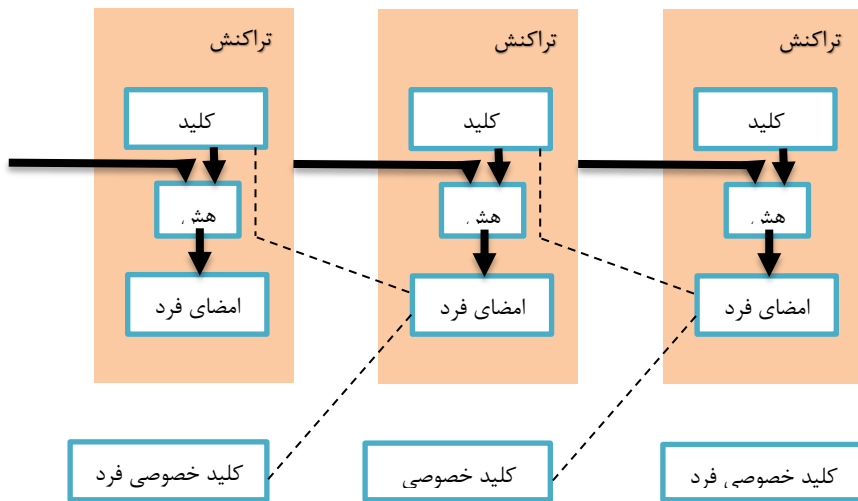 تراکنش
تراکنش
تراکنش
کلید
کلید
کلید
هش
هش
هش
امضای فرد
امضای فرد
امضای فرد
کلید خصوصی فرد
کلید خصوصی
کلید خصوصی فرد